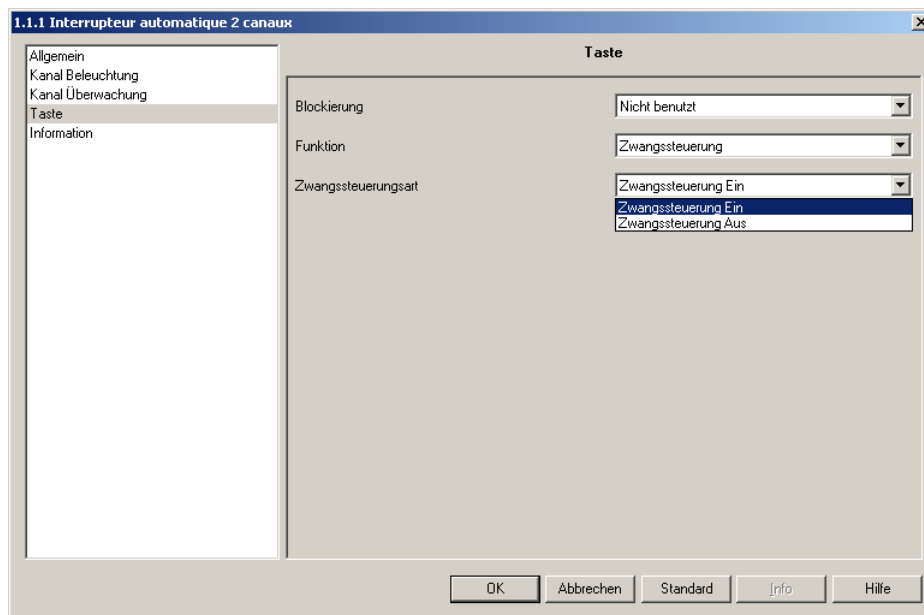 1.1.1 Interrupteur automatique 2 canaux
Allgemein
Kanal Beleuchtung
Kanal Überwachung
Taste
Information
Taste
Blockierung
Nicht benutzt
Funktion
Zwangssteuerung
Zwangssteuerungsart
Zwangssteuerung Ein
Zwangssteuerung Ein
Zwangssteuerung Aus
OK
Abbrechen
Standard
Info
Hilfe